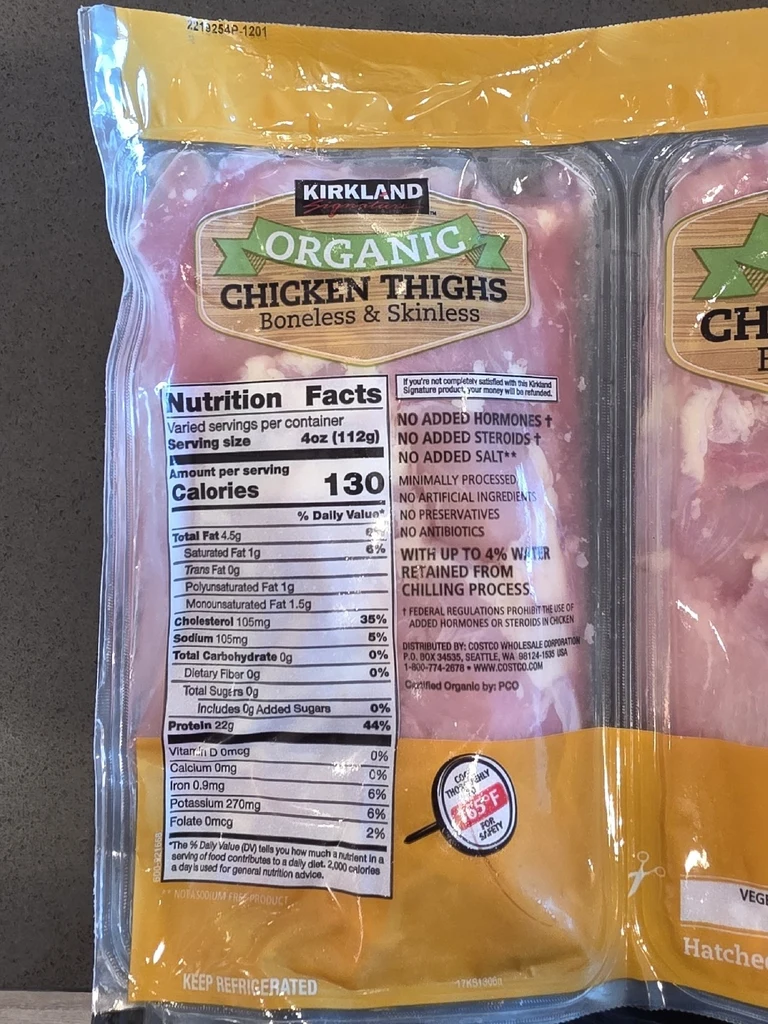 2219254P-1201
KIRKLAND
Signature™
ORGANIC
CHICKEN THIGHS
Boneless & Skinless
Nutrition Facts
Varied servings per container
Serving size 4oz (112g)
Amount per serving
Calories 130
% Daily Value*
Total Fat 4.5g
Saturated Fat 1g 6%
Trans Fat 0g
Polyunsaturated Fat 1g
Monounsaturated Fat 1.5g
Cholesterol 105mg 35%
Sodium 105mg 5%
Total Carbohydrate 0g 0%
Dietary Fiber 0g 0%
Total Sugars 0g
Includes 0g Added Sugars 0%
Protein 22g 44%
Vitamin D 0mcg 0%
Calcium 0mg 0%
Iron 0.9mg 6%
Potassium 270mg 6%
Folate 0mcg 2%
*The % Daily Value (DV) tells you how much a nutrient in a
serving of food contributes to a daily diet. 2,000 calories
a day is used for general nutrition advice.
** NOT A SODIUM FREE PRODUCT
KEEP REFRIGERATED
If you're not completely satisfied with this Kirkland
Signature product, your money will be refunded.
NO ADDED HORMONES †
NO ADDED STEROIDS †
NO ADDED SALT**
MINIMALLY PROCESSED
NO ARTIFICIAL INGREDIENTS
NO PRESERVATIVES
NO ANTIBIOTICS
WITH UP TO 4% WATER
RETAINED FROM
CHILLING PROCESS
† FEDERAL REGULATIONS PROHIBIT THE USE OF
ADDED HORMONES OR STEROIDS IN CHICKEN
DISTRIBUTED BY: COSTCO WHOLESALE CORPORATION
P.O. BOX 34535, SEATTLE, WA 98124-1535 USA
1-800-774-2678 • WWW.COSTCO.COM
Certified Organic by: PCO
COOK
THOROUGHLY
TO
165°F
FOR
SAFETY
CH
B
VEGE
Hatched